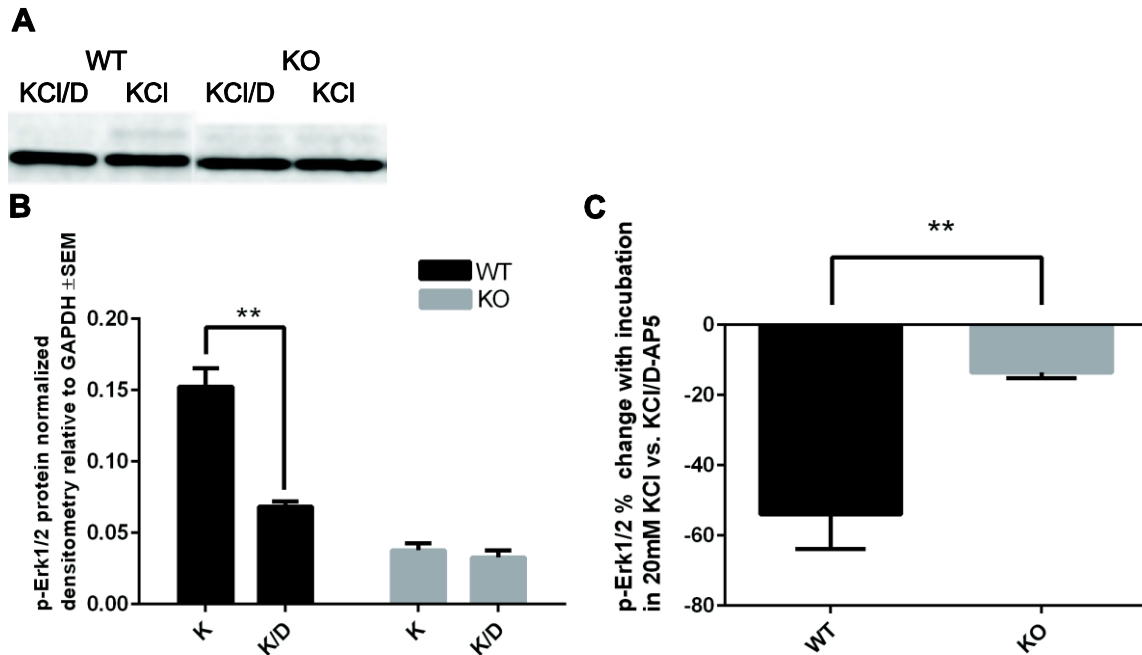 A
WT KO
KCl/D KCl KCl/D KCl
B
p-Erk1/2 protein normalized
densitometry relative to GAPDH ±SEM
0.20
0.15
0.10
0.05
0.00
**
WT
KO
K K/D K K/D
C
p-Erk1/2 % change with incubation
in 20mM KCl vs. KCl/D-AP5
**
0
-20
-40
-60
-80
WT KO